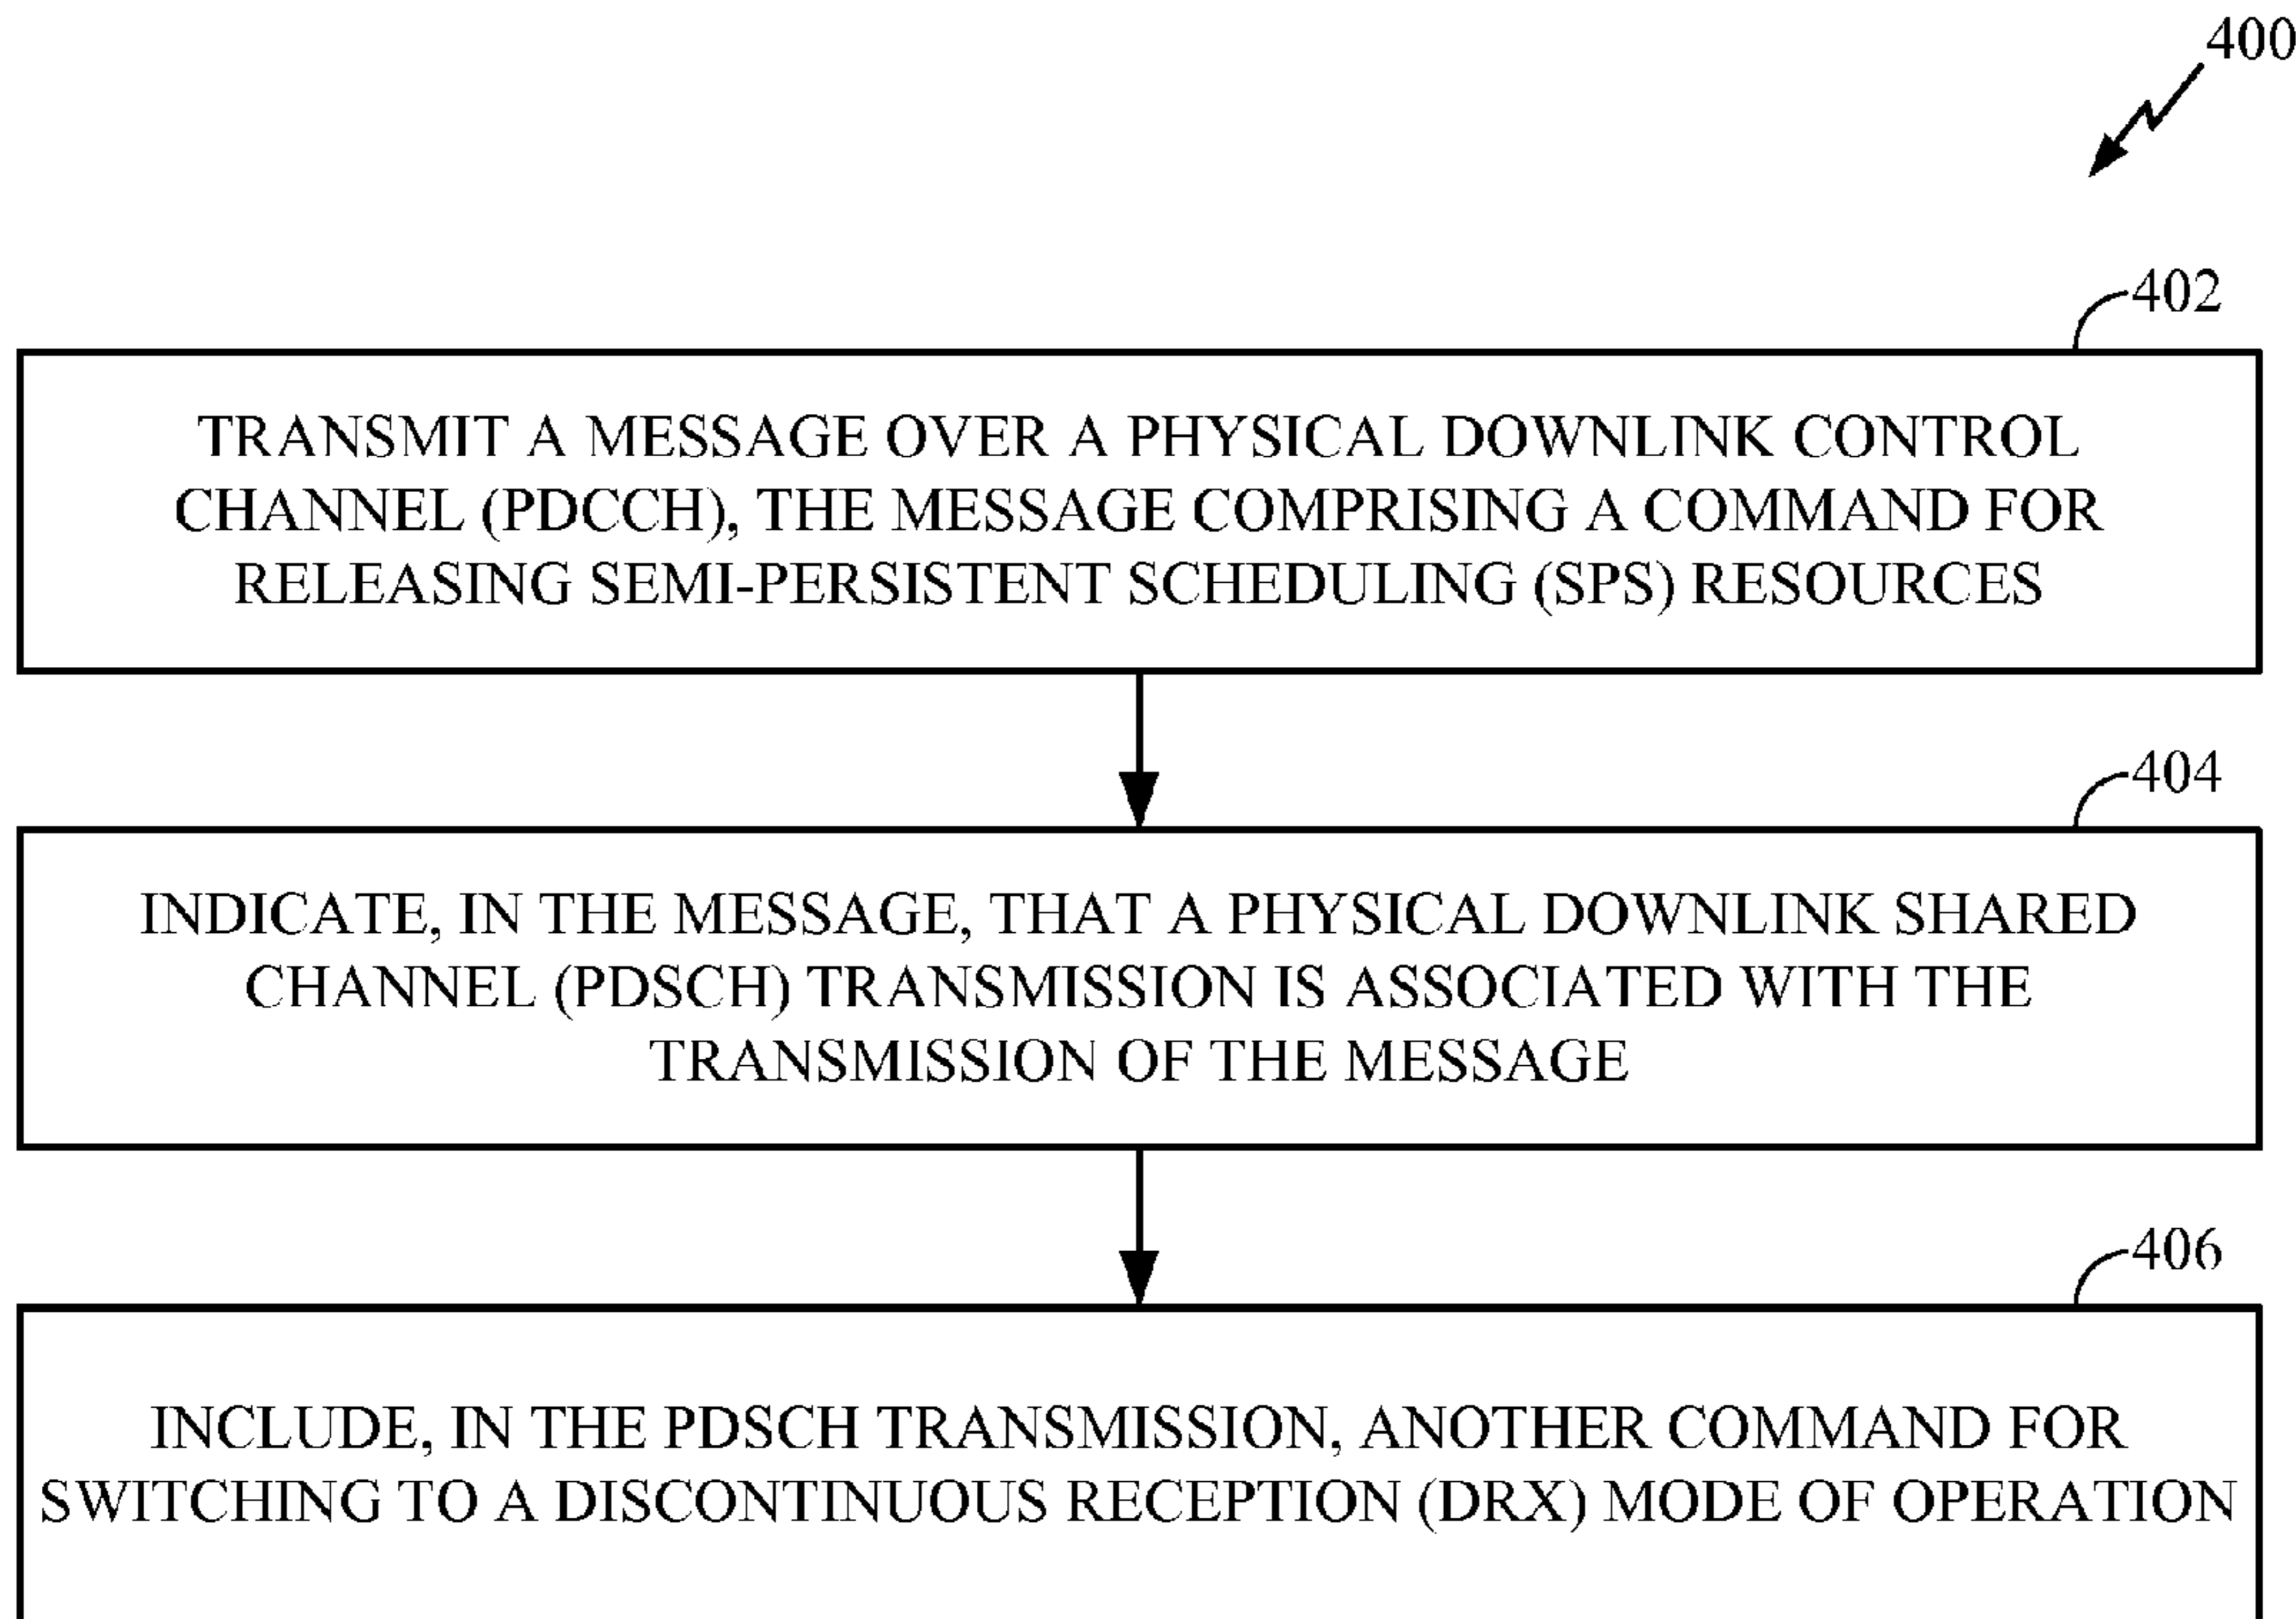 400
402
TRANSMIT A MESSAGE OVER A PHYSICAL DOWNLINK CONTROL
CHANNEL (PDCCH), THE MESSAGE COMPRISING A COMMAND FOR
RELEASING SEMI-PERSISTENT SCHEDULING (SPS) RESOURCES
404
INDICATE, IN THE MESSAGE, THAT A PHYSICAL DOWNLINK SHARED
CHANNEL (PDSCH) TRANSMISSION IS ASSOCIATED WITH THE
TRANSMISSION OF THE MESSAGE
406
INCLUDE, IN THE PDSCH TRANSMISSION, ANOTHER COMMAND FOR
SWITCHING TO A DISCONTINUOUS RECEPTION (DRX) MODE OF OPERATION